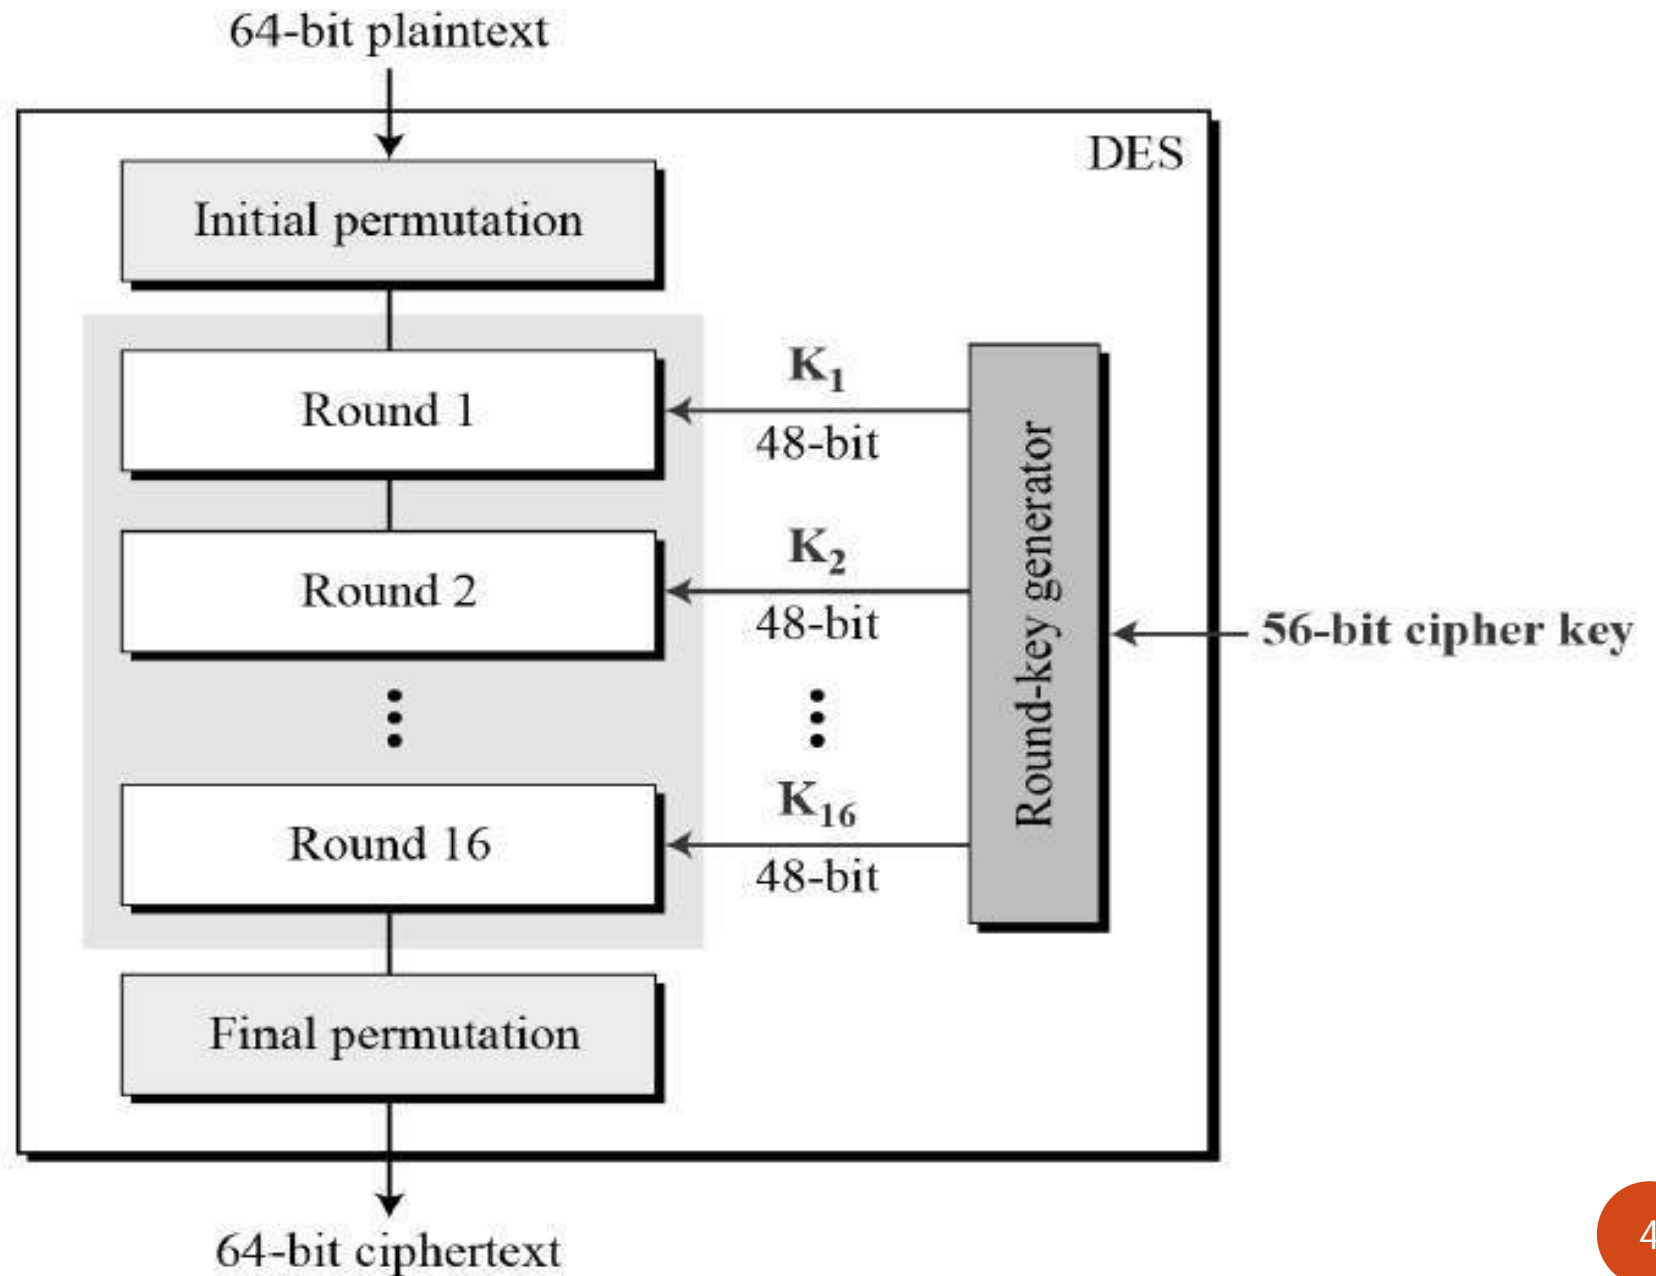 64-bit plaintext
DES
Initial permutation
Round 1
K1
48-bit
Round 2
K2
48-bit
Round-key generator
56-bit cipher key
Round 16
K16
48-bit
Final permutation
64-bit ciphertext
4